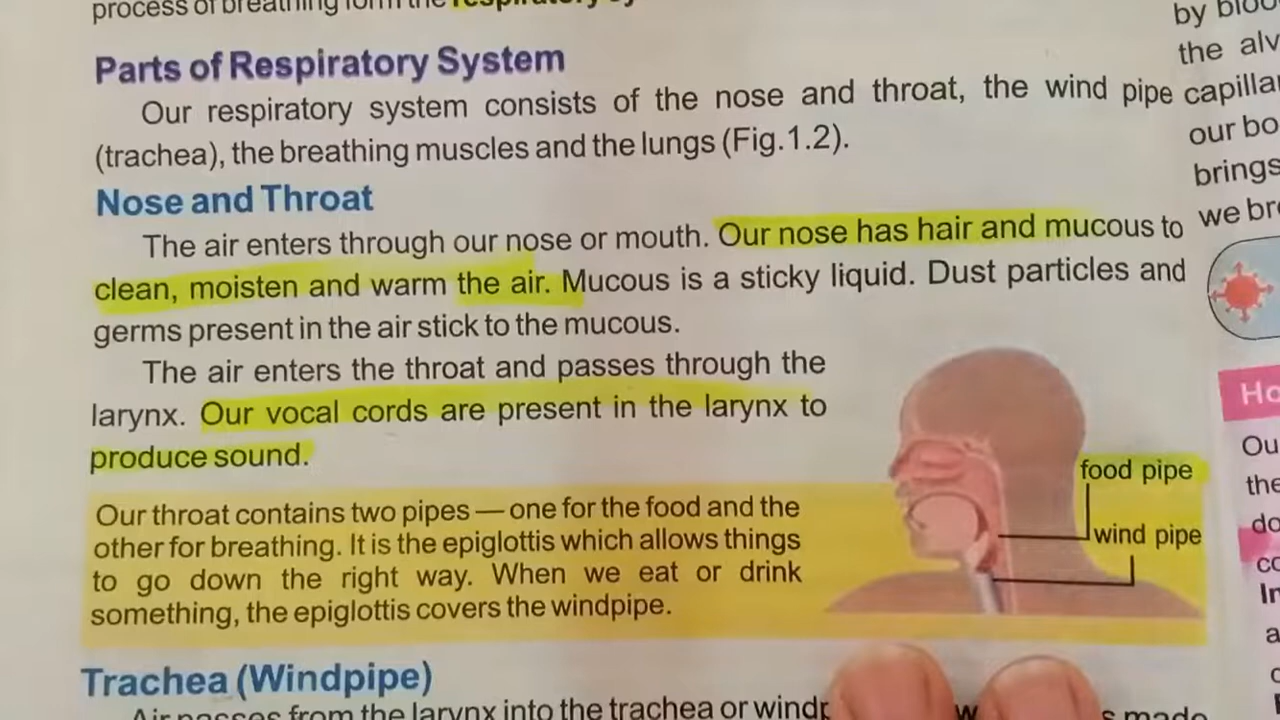 process of breathing form the respiratory
Parts of Respiratory System
Our respiratory system consists of the nose and throat, the wind pipe
(trachea), the breathing muscles and the lungs (Fig.1.2).
Nose and Throat
The air enters through our nose or mouth. Our nose has hair and mucous to
clean, moisten and warm the air. Mucous is a sticky liquid. Dust particles and
germs present in the air stick to the mucous.
The air enters the throat and passes through the
larynx. Our vocal cords are present in the larynx to
produce sound.
Our throat contains two pipes — one for the food and the
other for breathing. It is the epiglottis which allows things
to go down the right way. When we eat or drink
something, the epiglottis covers the windpipe.
food pipe
wind pipe
Trachea (Windpipe)
Air passes from the larynx into the trachea or
by
the
our
brings
we
the